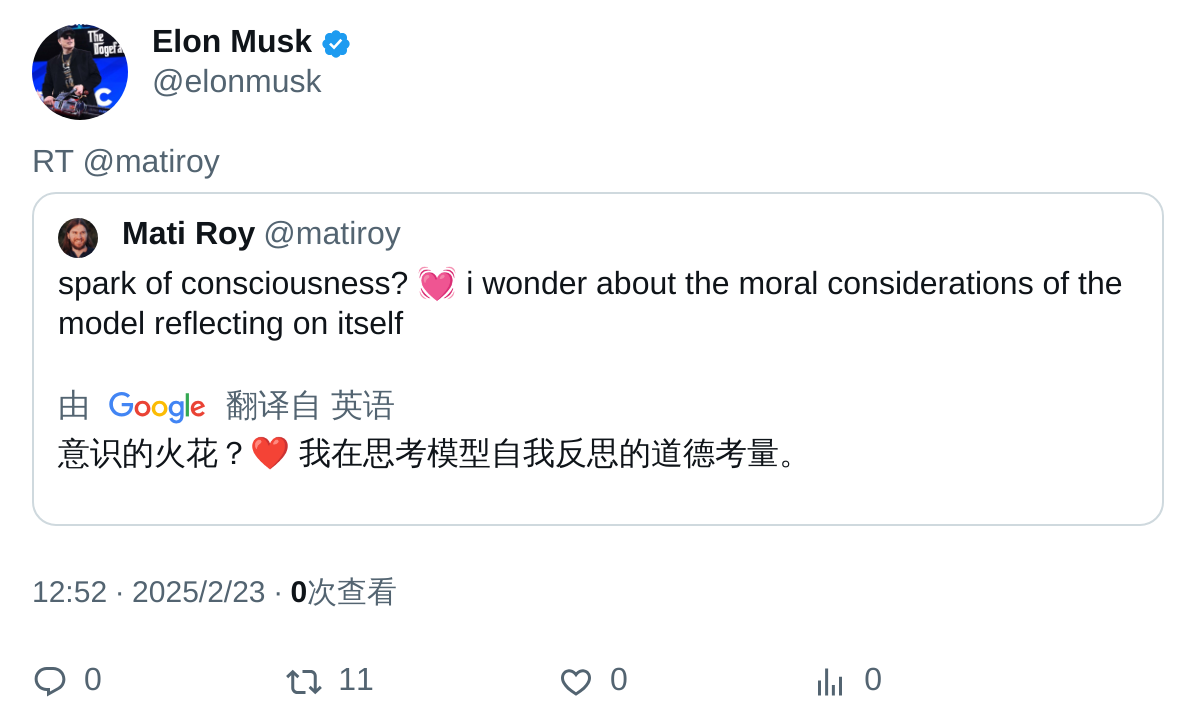 The
Dogefa
Elon Musk
@elonmusk
RT @matiroy
Mati Roy @matiroy
spark of consciousness? 💓 i wonder about the moral considerations of the
model reflecting on itself
由 Google 翻译自 英语
意识的火花？❤️ 我在思考模型自我反思的道德考量。
12:52 · 2025/2/23 · 0次查看
0 11 0 0